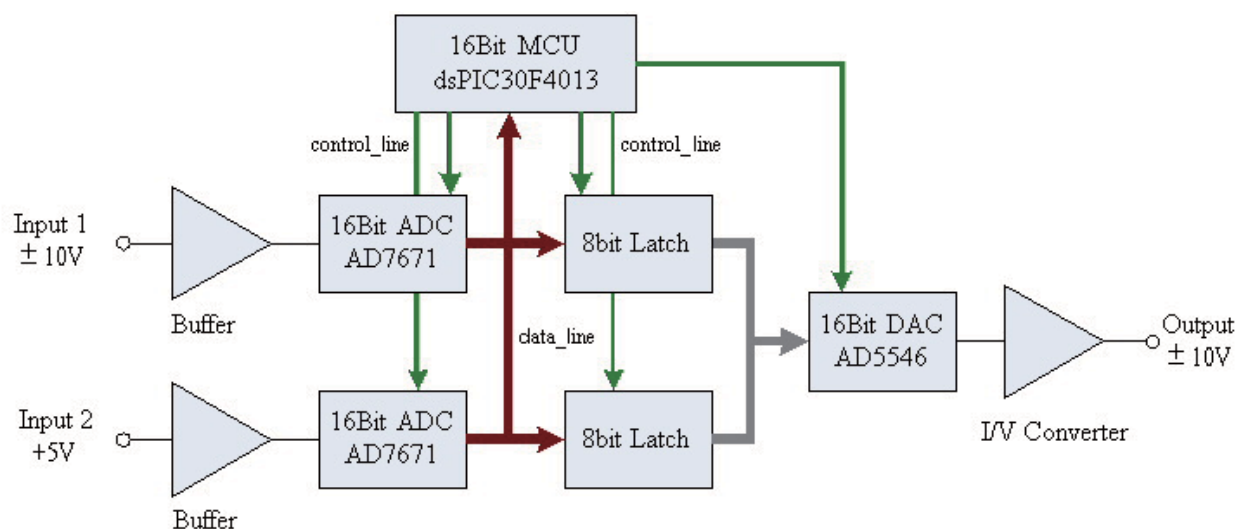 16Bit MCU
dsPIC30F4013
control_line
control_line
Input 1
± 10V
Buffer
16Bit ADC
AD7671
8bit Latch
data_line
16Bit DAC
AD5546
Output
± 10V
I/V Converter
Input 2
+5V
Buffer
16Bit ADC
AD7671
8bit Latch